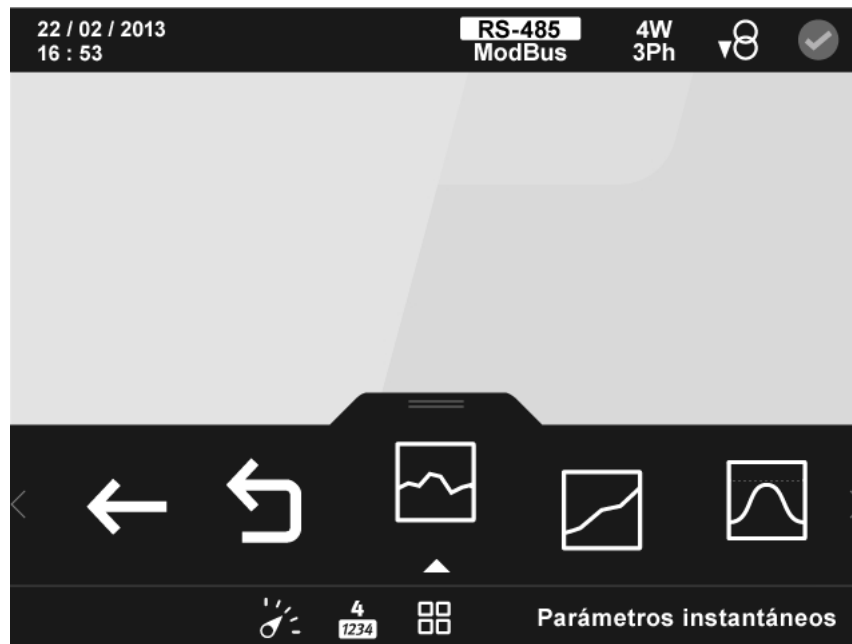 22 / 02 / 2013
16 : 53
RS-485
ModBus
4W
3Ph
4
1234
Parámetros instantáneos